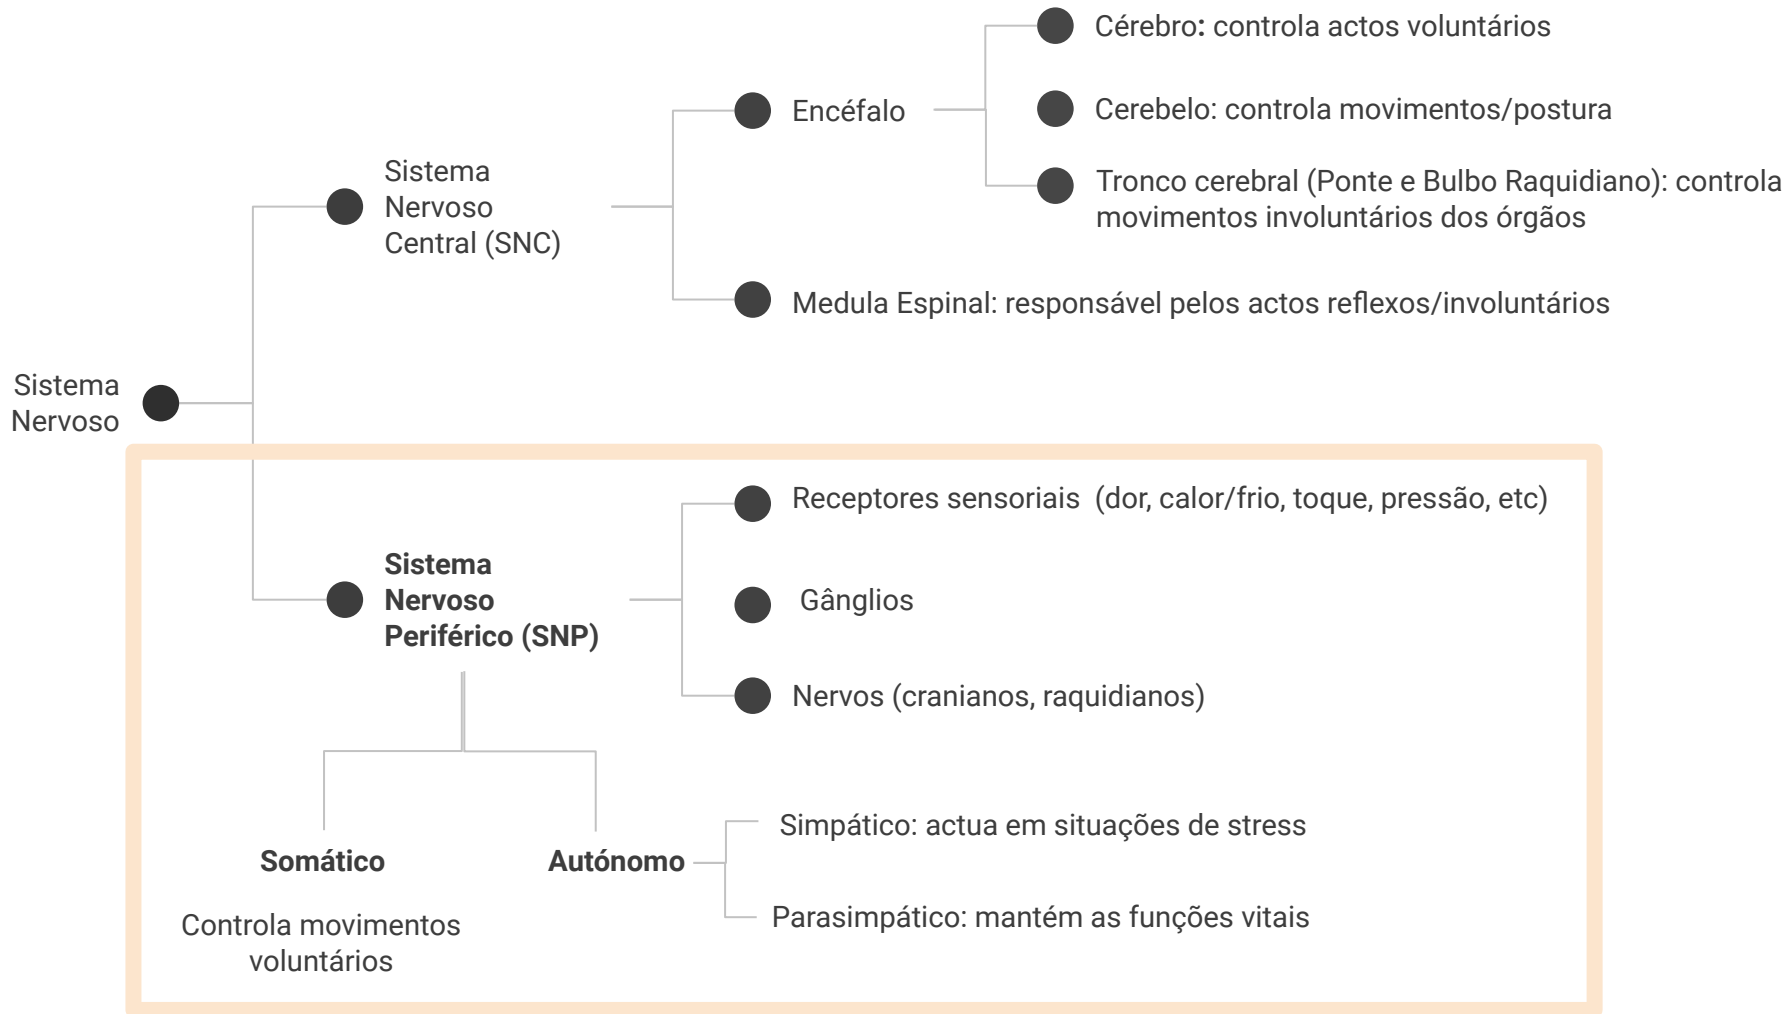 Cérebro: controla actos voluntários
Encéfalo
Cerebelo: controla movimentos/postura
Sistema
Nervoso
Central (SNC)
Tronco cerebral (Ponte e Bulbo Raquidiano): controla
movimentos involuntários dos órgãos
Medula Espinal: responsável pelos actos reflexos/involuntários
Sistema
Nervoso
Receptores sensoriais (dor, calor/frio, toque, pressão, etc)
Sistema
Nervoso
Periférico (SNP)
Gânglios
Nervos (cranianos, raquidianos)
Somático
Controla movimentos
voluntários
Autónomo
Simpático: actua em situações de stress
Parasimpático: mantém as funções vitais